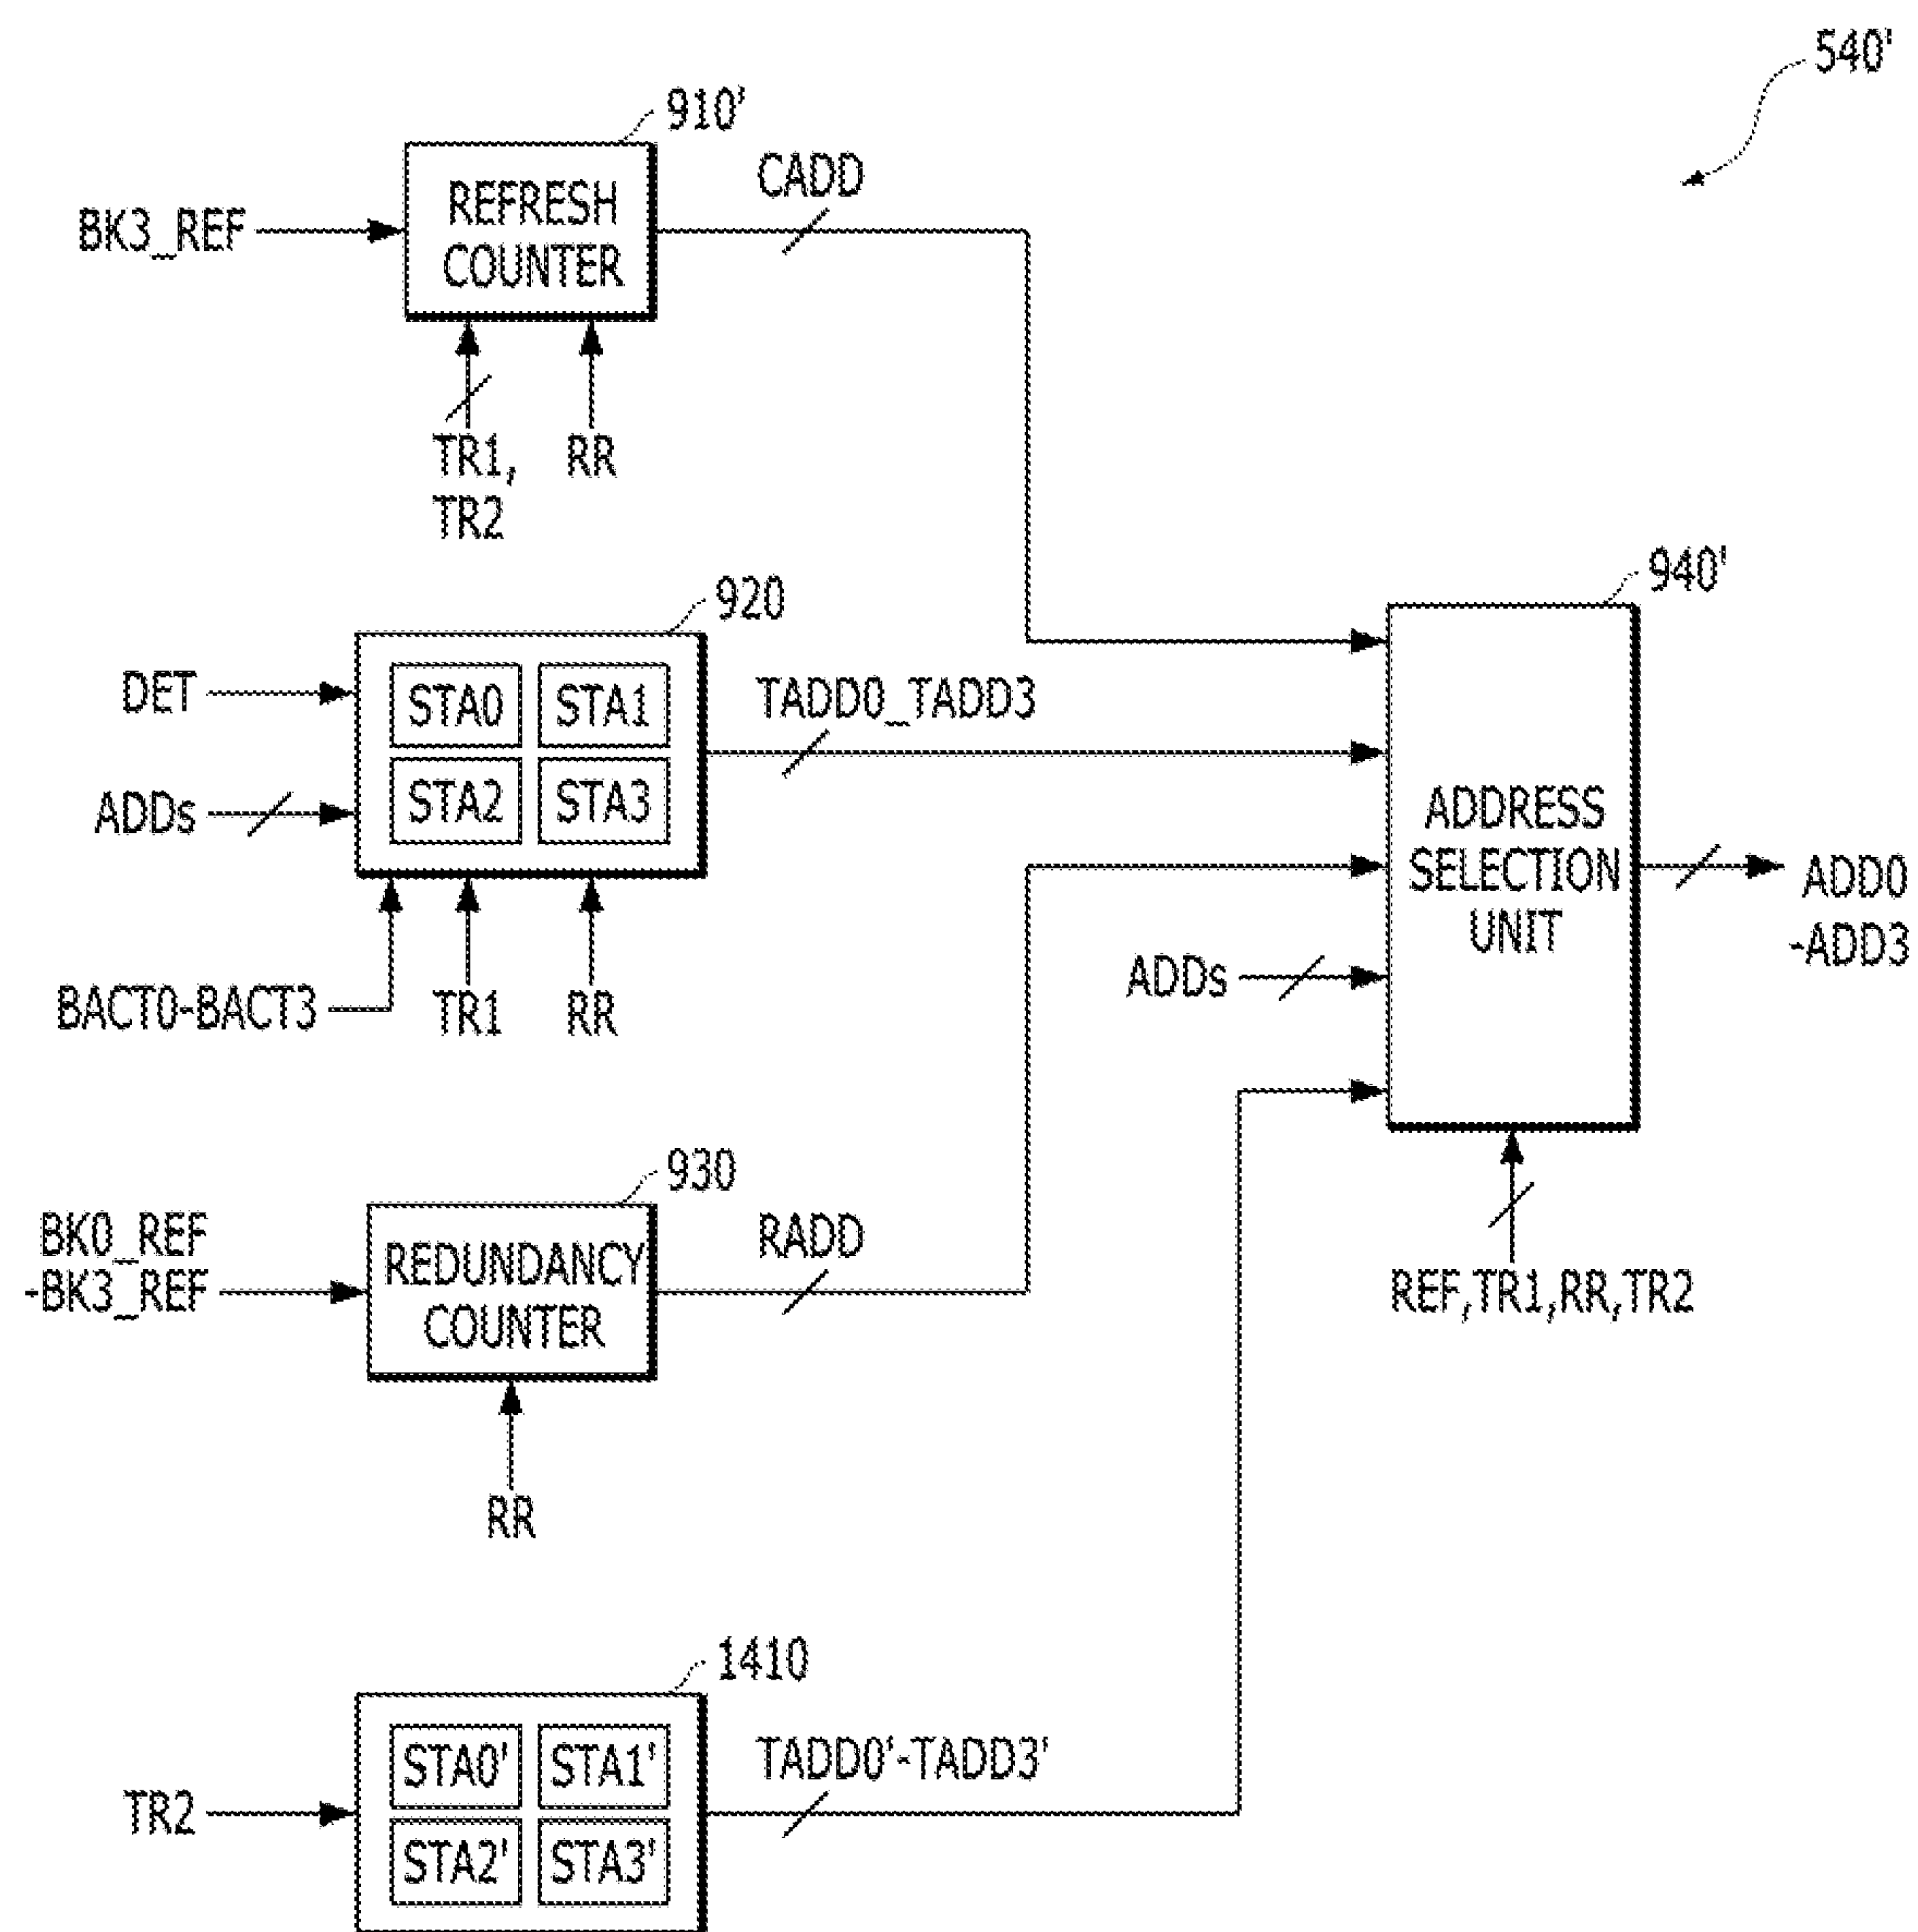 540'
910'
BK3_REF
REFRESH
COUNTER
CADD
TR1,
TR2
RR
920
940'
DET
ADDs
STA0 STA1
STA2 STA3
TADD0_TADD3
BACT0-BACT3
TR1
RR
ADDs
ADDRESS
SELECTION
UNIT
ADD0
-ADD3
REF,TR1,RR,TR2
930
BK0_REF
-BK3_REF
REDUNDANCY
COUNTER
RADD
RR
1410
TR2
STA0' STA1'
STA2' STA3'
TADD0'-TADD3'